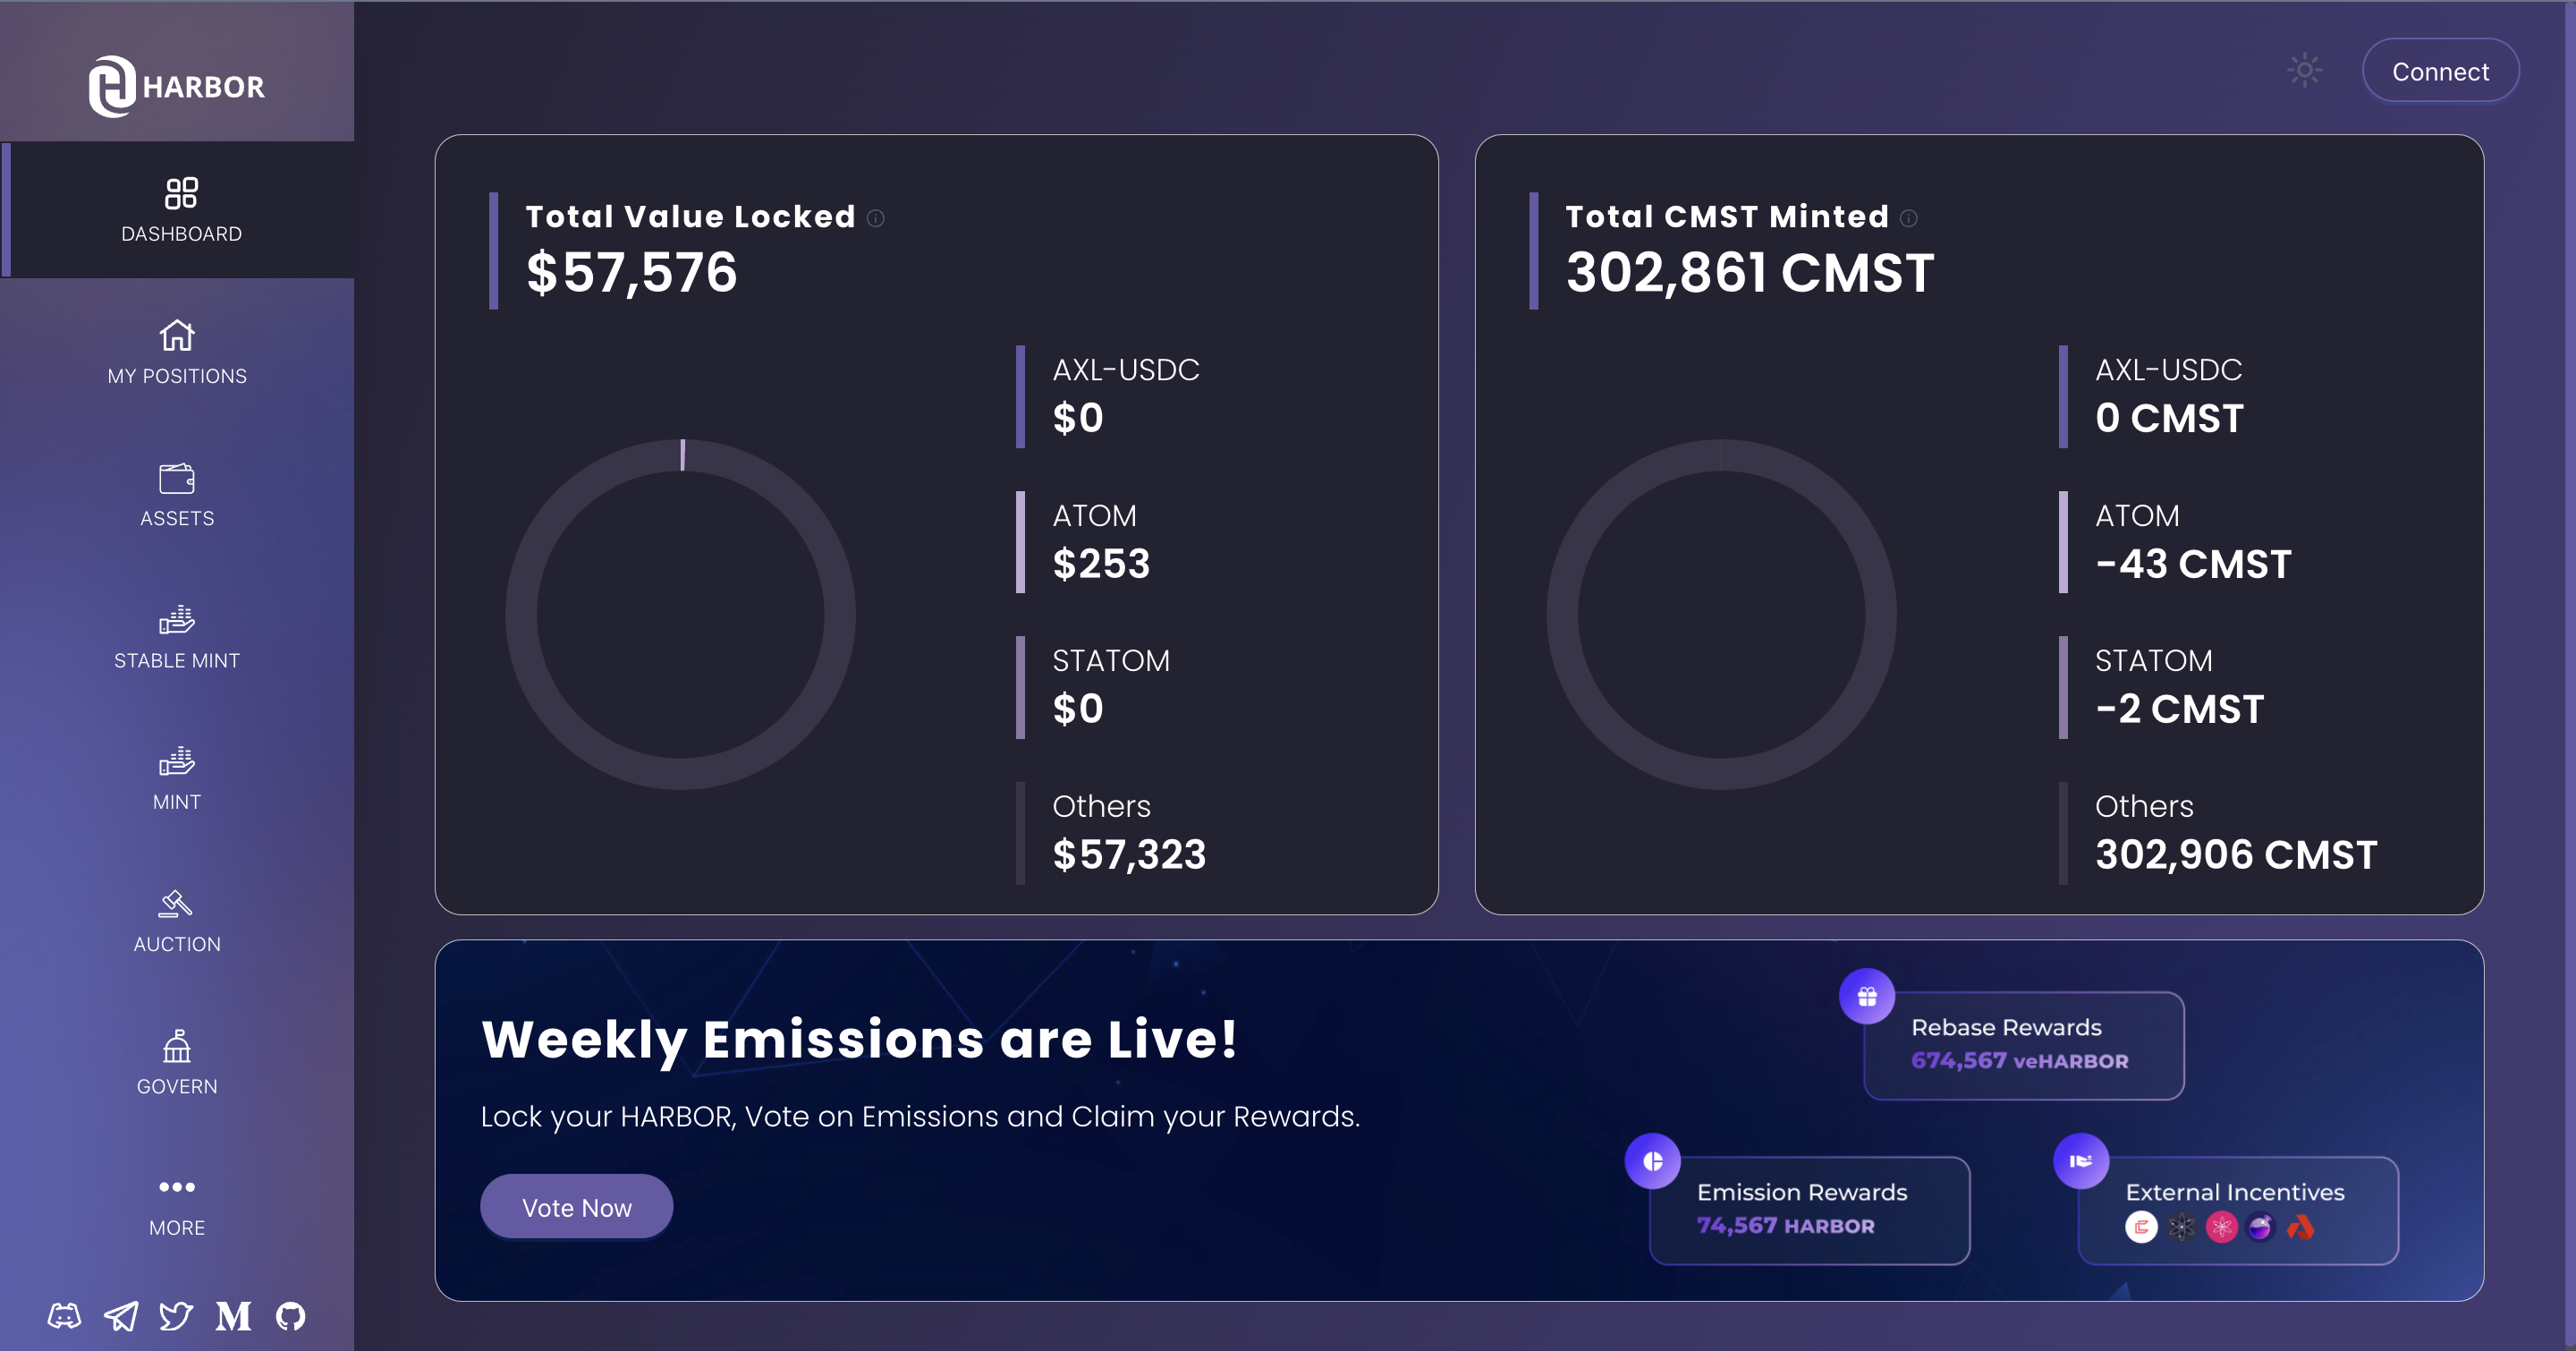 HARBOR
DASHBOARD
MY POSITIONS
ASSETS
STABLE MINT
MINT
AUCTION
GOVERN
MORE
Connect
Total Value Locked
$57,576
AXL-USDC
$0
ATOM
$253
STATOM
$0
Others
$57,323
Total CMST Minted
302,861 CMST
AXL-USDC
0 CMST
ATOM
-43 CMST
STATOM
-2 CMST
Others
302,906 CMST
Weekly Emissions are Live!
Lock your HARBOR, Vote on Emissions and Claim your Rewards.
Vote Now
Rebase Rewards
674,567 veHARBOR
Emission Rewards
74,567 HARBOR
External Incentives